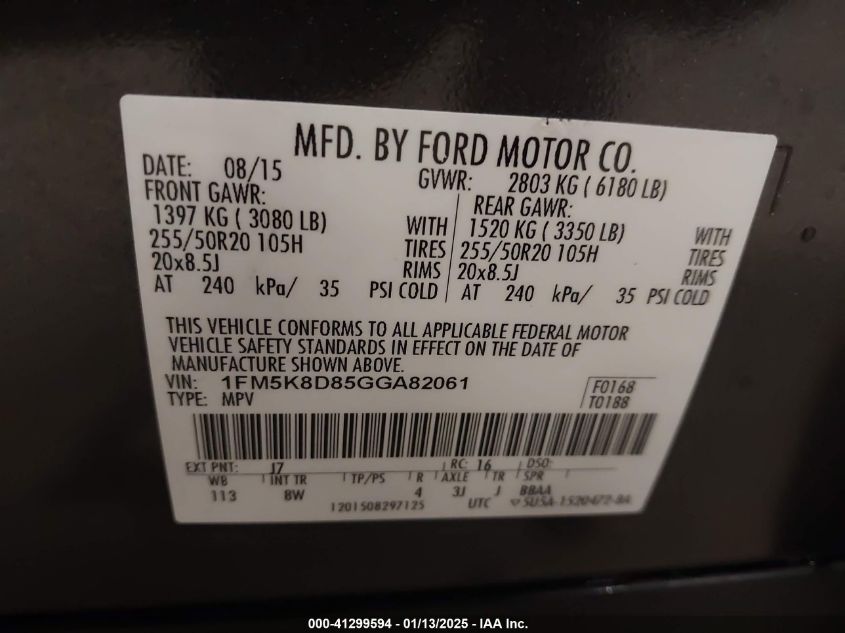 MFD. BY FORD MOTOR CO.
DATE: 08/15 GVWR: 2803 KG ( 6180 LB)
FRONT GAWR: REAR GAWR:
1397 KG ( 3080 LB) WITH 1520 KG ( 3350 LB) WITH
255/50R20 105H TIRES 255/50R20 105H TIRES
20x8.5J RIMS 20x8.5J RIMS
AT 240 kPa/ 35 PSI COLD AT 240 kPa/ 35 PSI COLD
THIS VEHICLE CONFORMS TO ALL APPLICABLE FEDERAL MOTOR
VEHICLE SAFETY STANDARDS IN EFFECT ON THE DATE OF
MANUFACTURE SHOWN ABOVE.
VIN: 1FM5K8D85GGA82061 F0168
TYPE: MPV T0188
EXT PNT: J7 RC: 16 DSO:
WB INT TR TP/PS R AXLE TR SPR
113 8W 4 3J J BBAA
1201508297125 UTC ▽ SU5A-1520472-BA
000-41299594 - 01/13/2025 - IAA Inc.